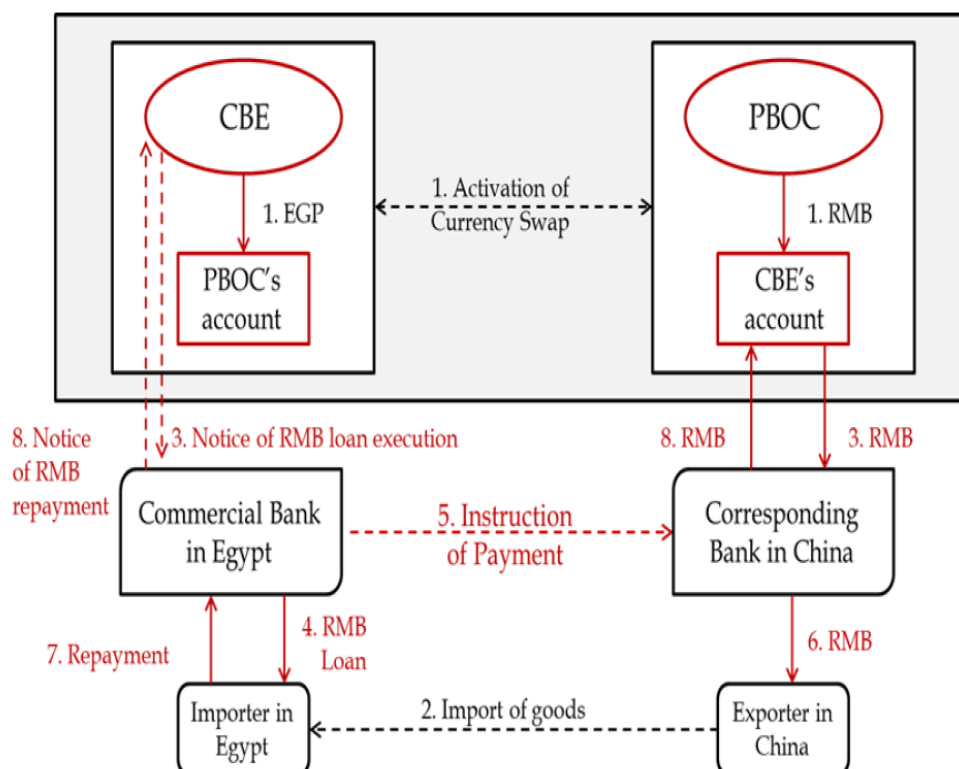 CBE
PBOC
1. Activation of
Currency Swap
1. EGP
1. RMB
PBOC's
account
CBE's
account
8. Notice
of RMB
repayment
3. Notice of RMB loan execution
8. RMB
3. RMB
Commercial Bank
in Egypt
5. Instruction
of Payment
Corresponding
Bank in China
7. Repayment
4. RMB
Loan
6. RMB
Importer in
Egypt
2. Import of goods
Exporter in
China